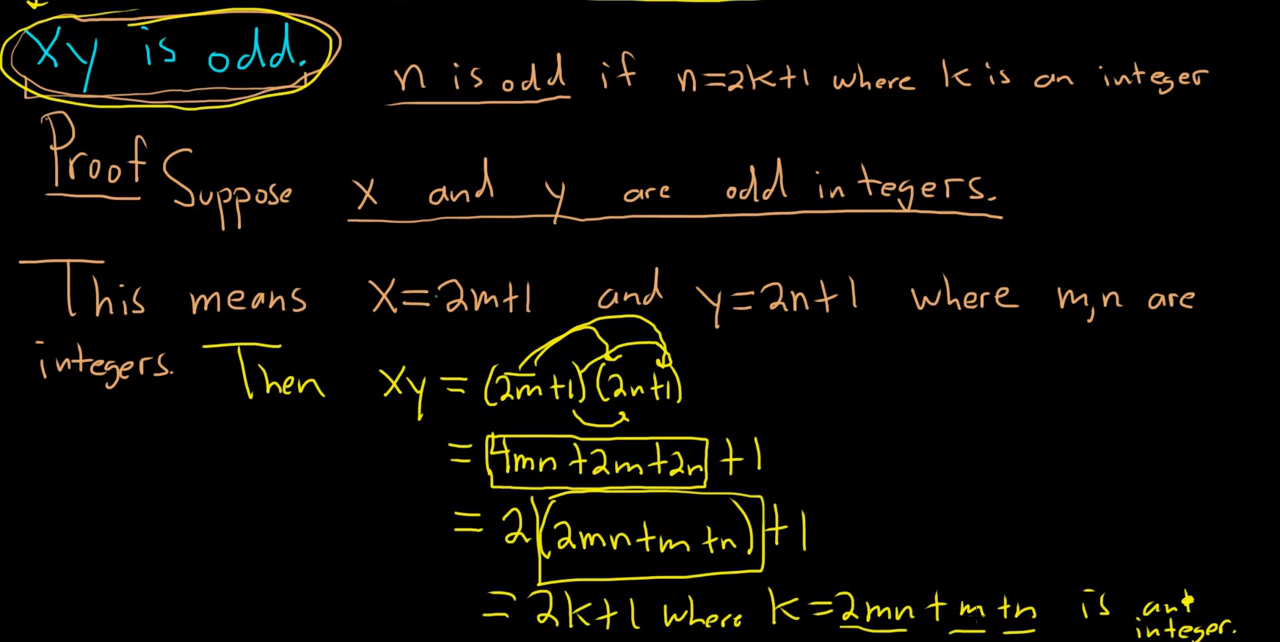 xy is odd.
n is odd if n=2k+1 where k is an integer
Proof Suppose x and y are odd integers.
This means x=2m+1 and y=2n+1 where m,n are
integers. Then xy = (2m+1)(2n+1)
= 4mn +2m+2n +1
= 2(2mn+m+n)+1
= 2k+1 where k=2mn+m+n is an
integer.